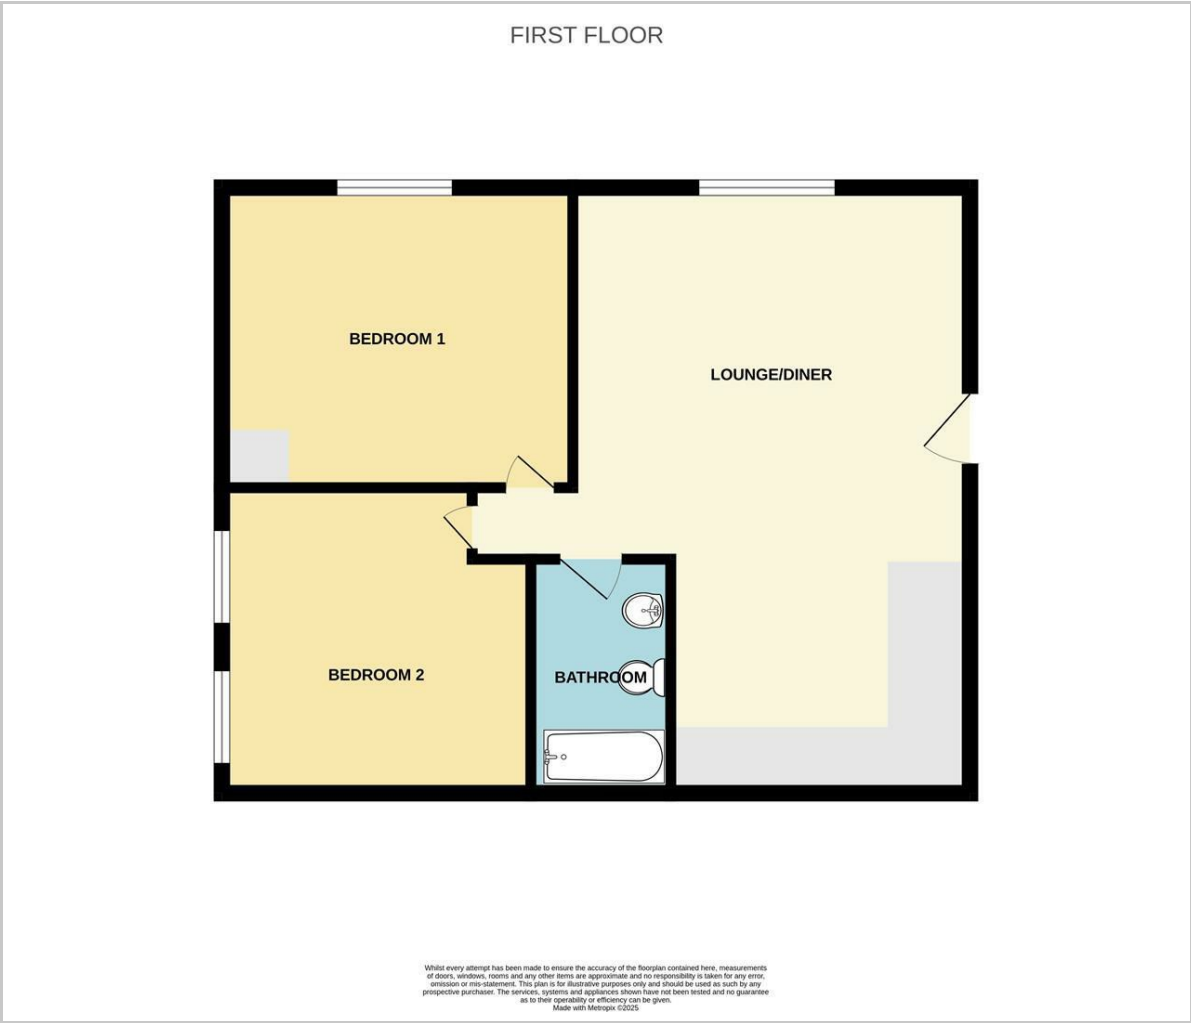 FIRST FLOOR
BEDROOM 1
LOUNGE/DINER
BEDROOM 2
BATHROOM
Whilst every attempt has been made to ensure the accuracy of the floorplan contained here, measurements
of doors, windows, rooms and any other items are approximate and no responsibility is taken for any error,
omission or mis-statement. This plan is for illustrative purposes only and should be used as such by any
prospective purchaser. The services, systems and appliances shown have not been tested and no guarantee
as to their operability or efficiency can be given.
Made with Metropix ©2025